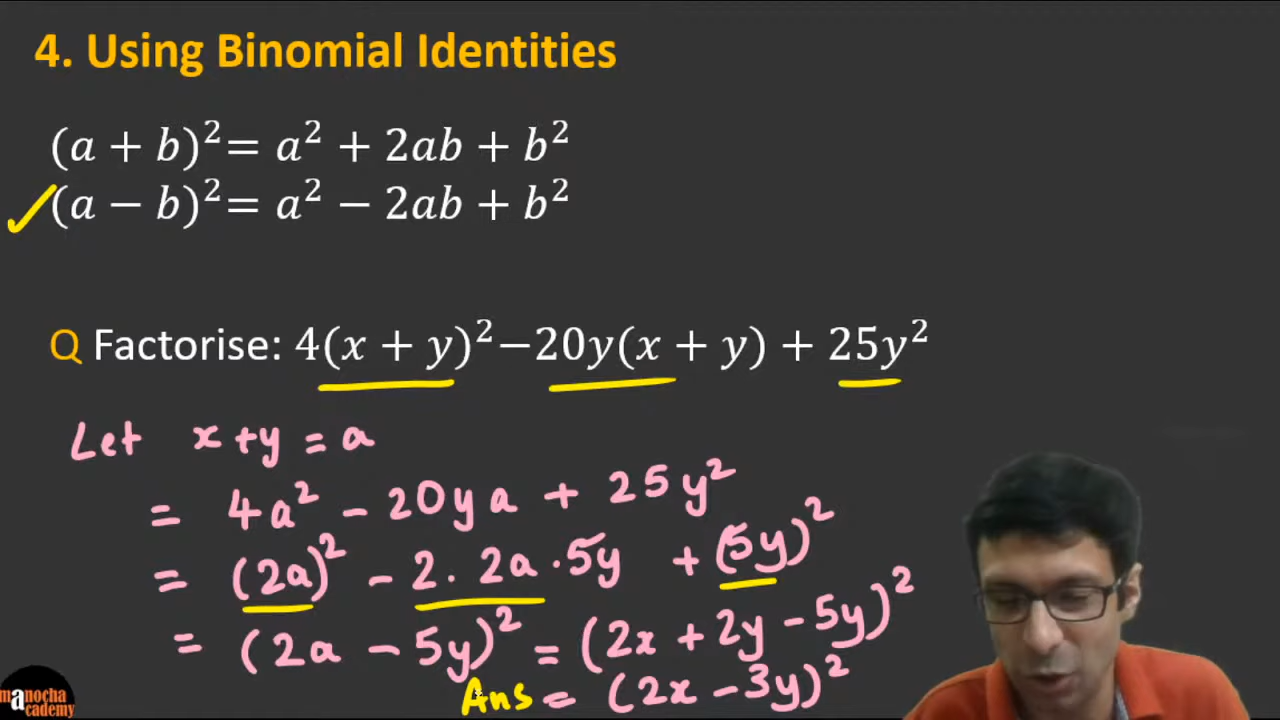 4. Using Binomial Identities
(a + b)²= a² + 2ab + b²
(a − b)²= a² − 2ab + b²
Q Factorise: 4(x + y)²−20y(x + y) + 25y²
Let x+y = a
= 4a² - 20ya + 25y²
= (2a)² - 2. 2a .5y + (5y)²
= (2a - 5y)² = (2x + 2y - 5y)²
Ans = (2x - 3y)²
manocha
academy